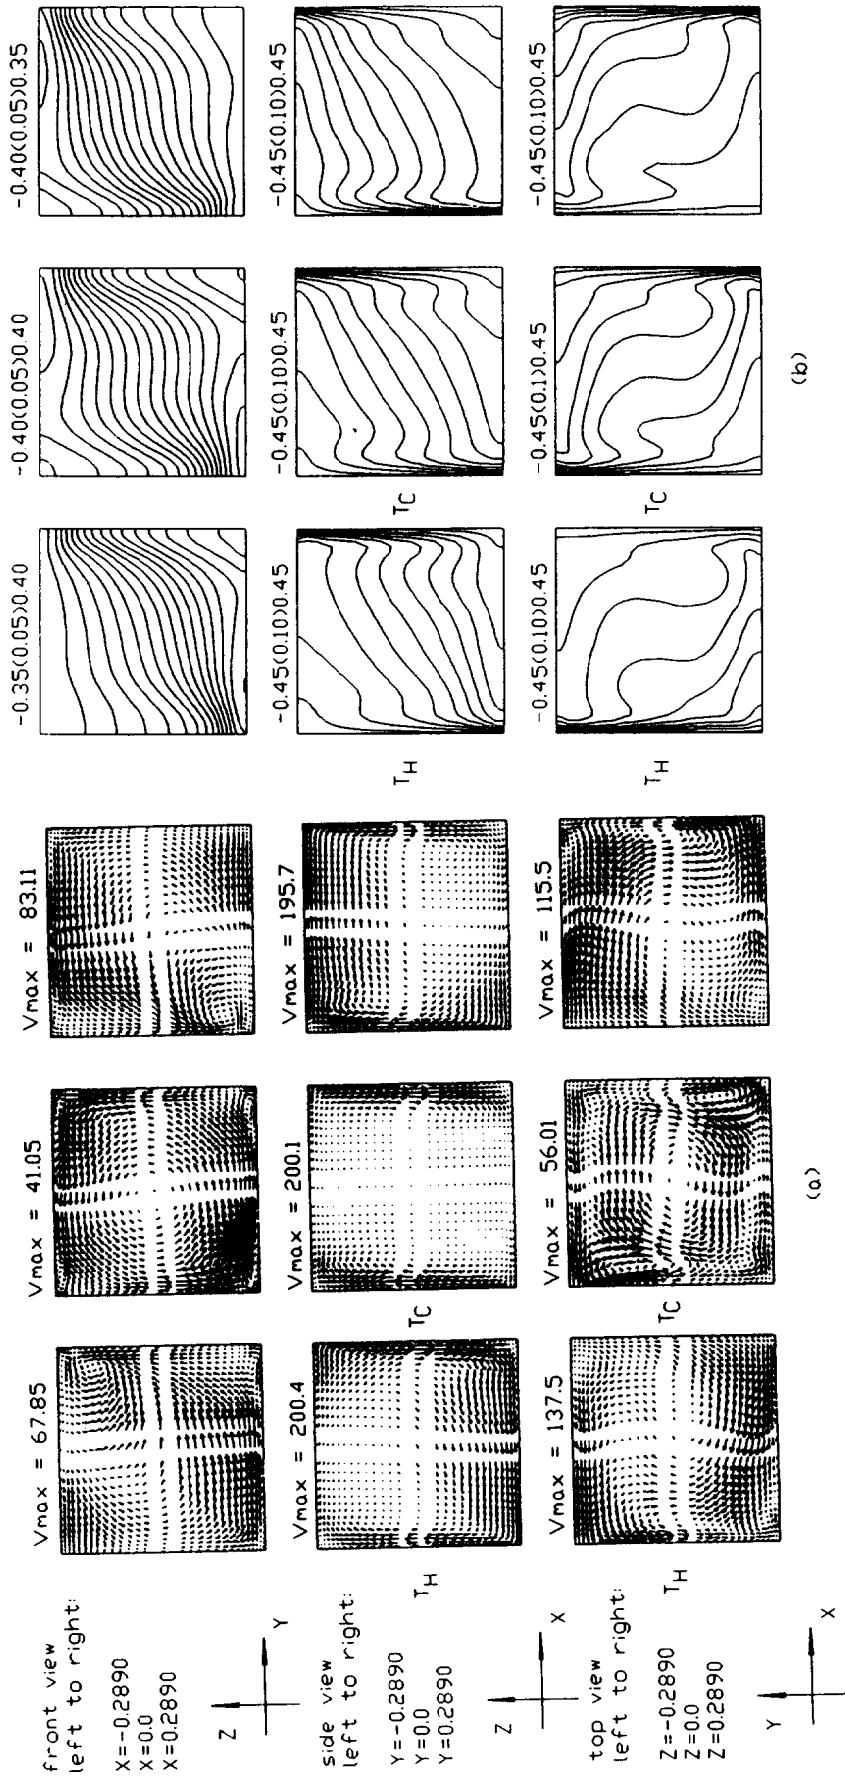 front view
left to right:
X=-0.2890
X=0.0
X=0.2890
Z
Y
Vmax = 67.85
Vmax = 41.05
Vmax = 83.11
-0.35(0.05)0.40
-0.40(0.05)0.40
-0.40(0.05)0.35
side view
left to right:
Y=-0.2890
Y=0.0
Y=0.2890
Z
X
Vmax = 200.4
Vmax = 200.1
Vmax = 195.7
TH
TC
-0.45(0.10)0.45
-0.45(0.10)0.45
-0.45(0.10)0.45
TH
TC
top view
left to right:
Z=-0.2890
Z=0.0
Z=0.2890
Y
X
Vmax = 137.5
Vmax = 56.01
Vmax = 115.5
TH
TC
-0.45(0.10)0.45
-0.45(0.1)0.45
-0.45(0.10)0.45
TH
TC
(a)
(b)